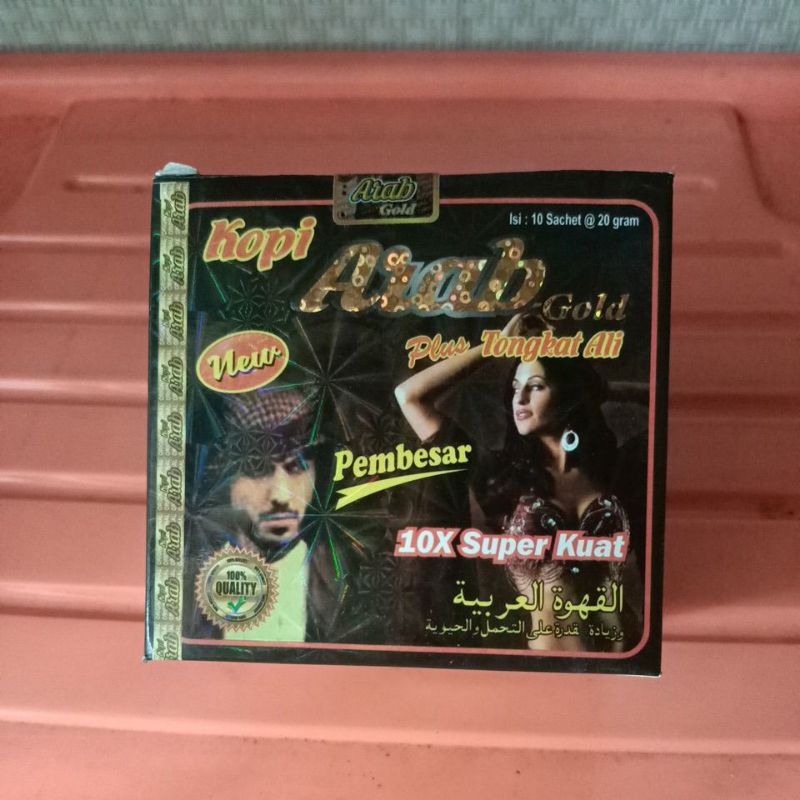 Arab
Gold
Isi : 10 Sachet @ 20 gram
Kopi
Arab
Gold
Plus Tongkat Ali
New
Pembesar
10X Super Kuat
100%
QUALITY
القهوة العربية
وزيادة قدرة على التحمل والحيوية